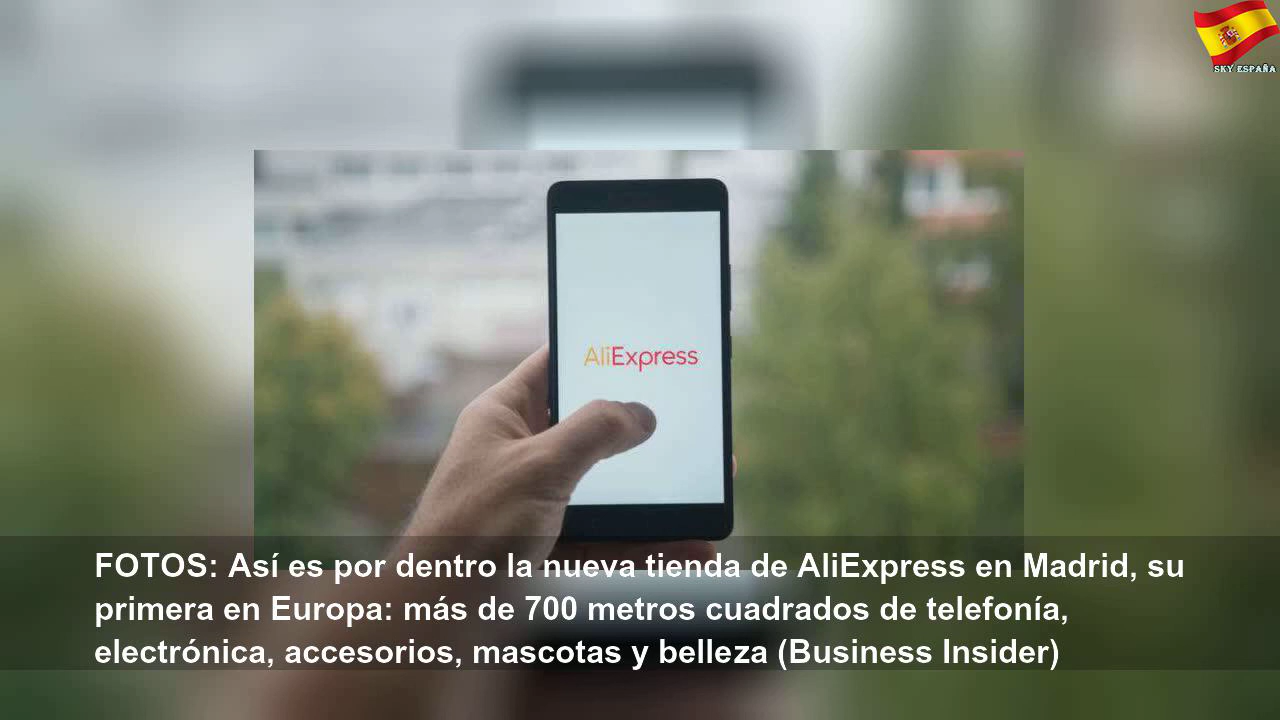 SKY ESPAÑA
AliExpress
FOTOS: Así es por dentro la nueva tienda de AliExpress en Madrid, su
primera en Europa: más de 700 metros cuadrados de telefonía,
electrónica, accesorios, mascotas y belleza (Business Insider)